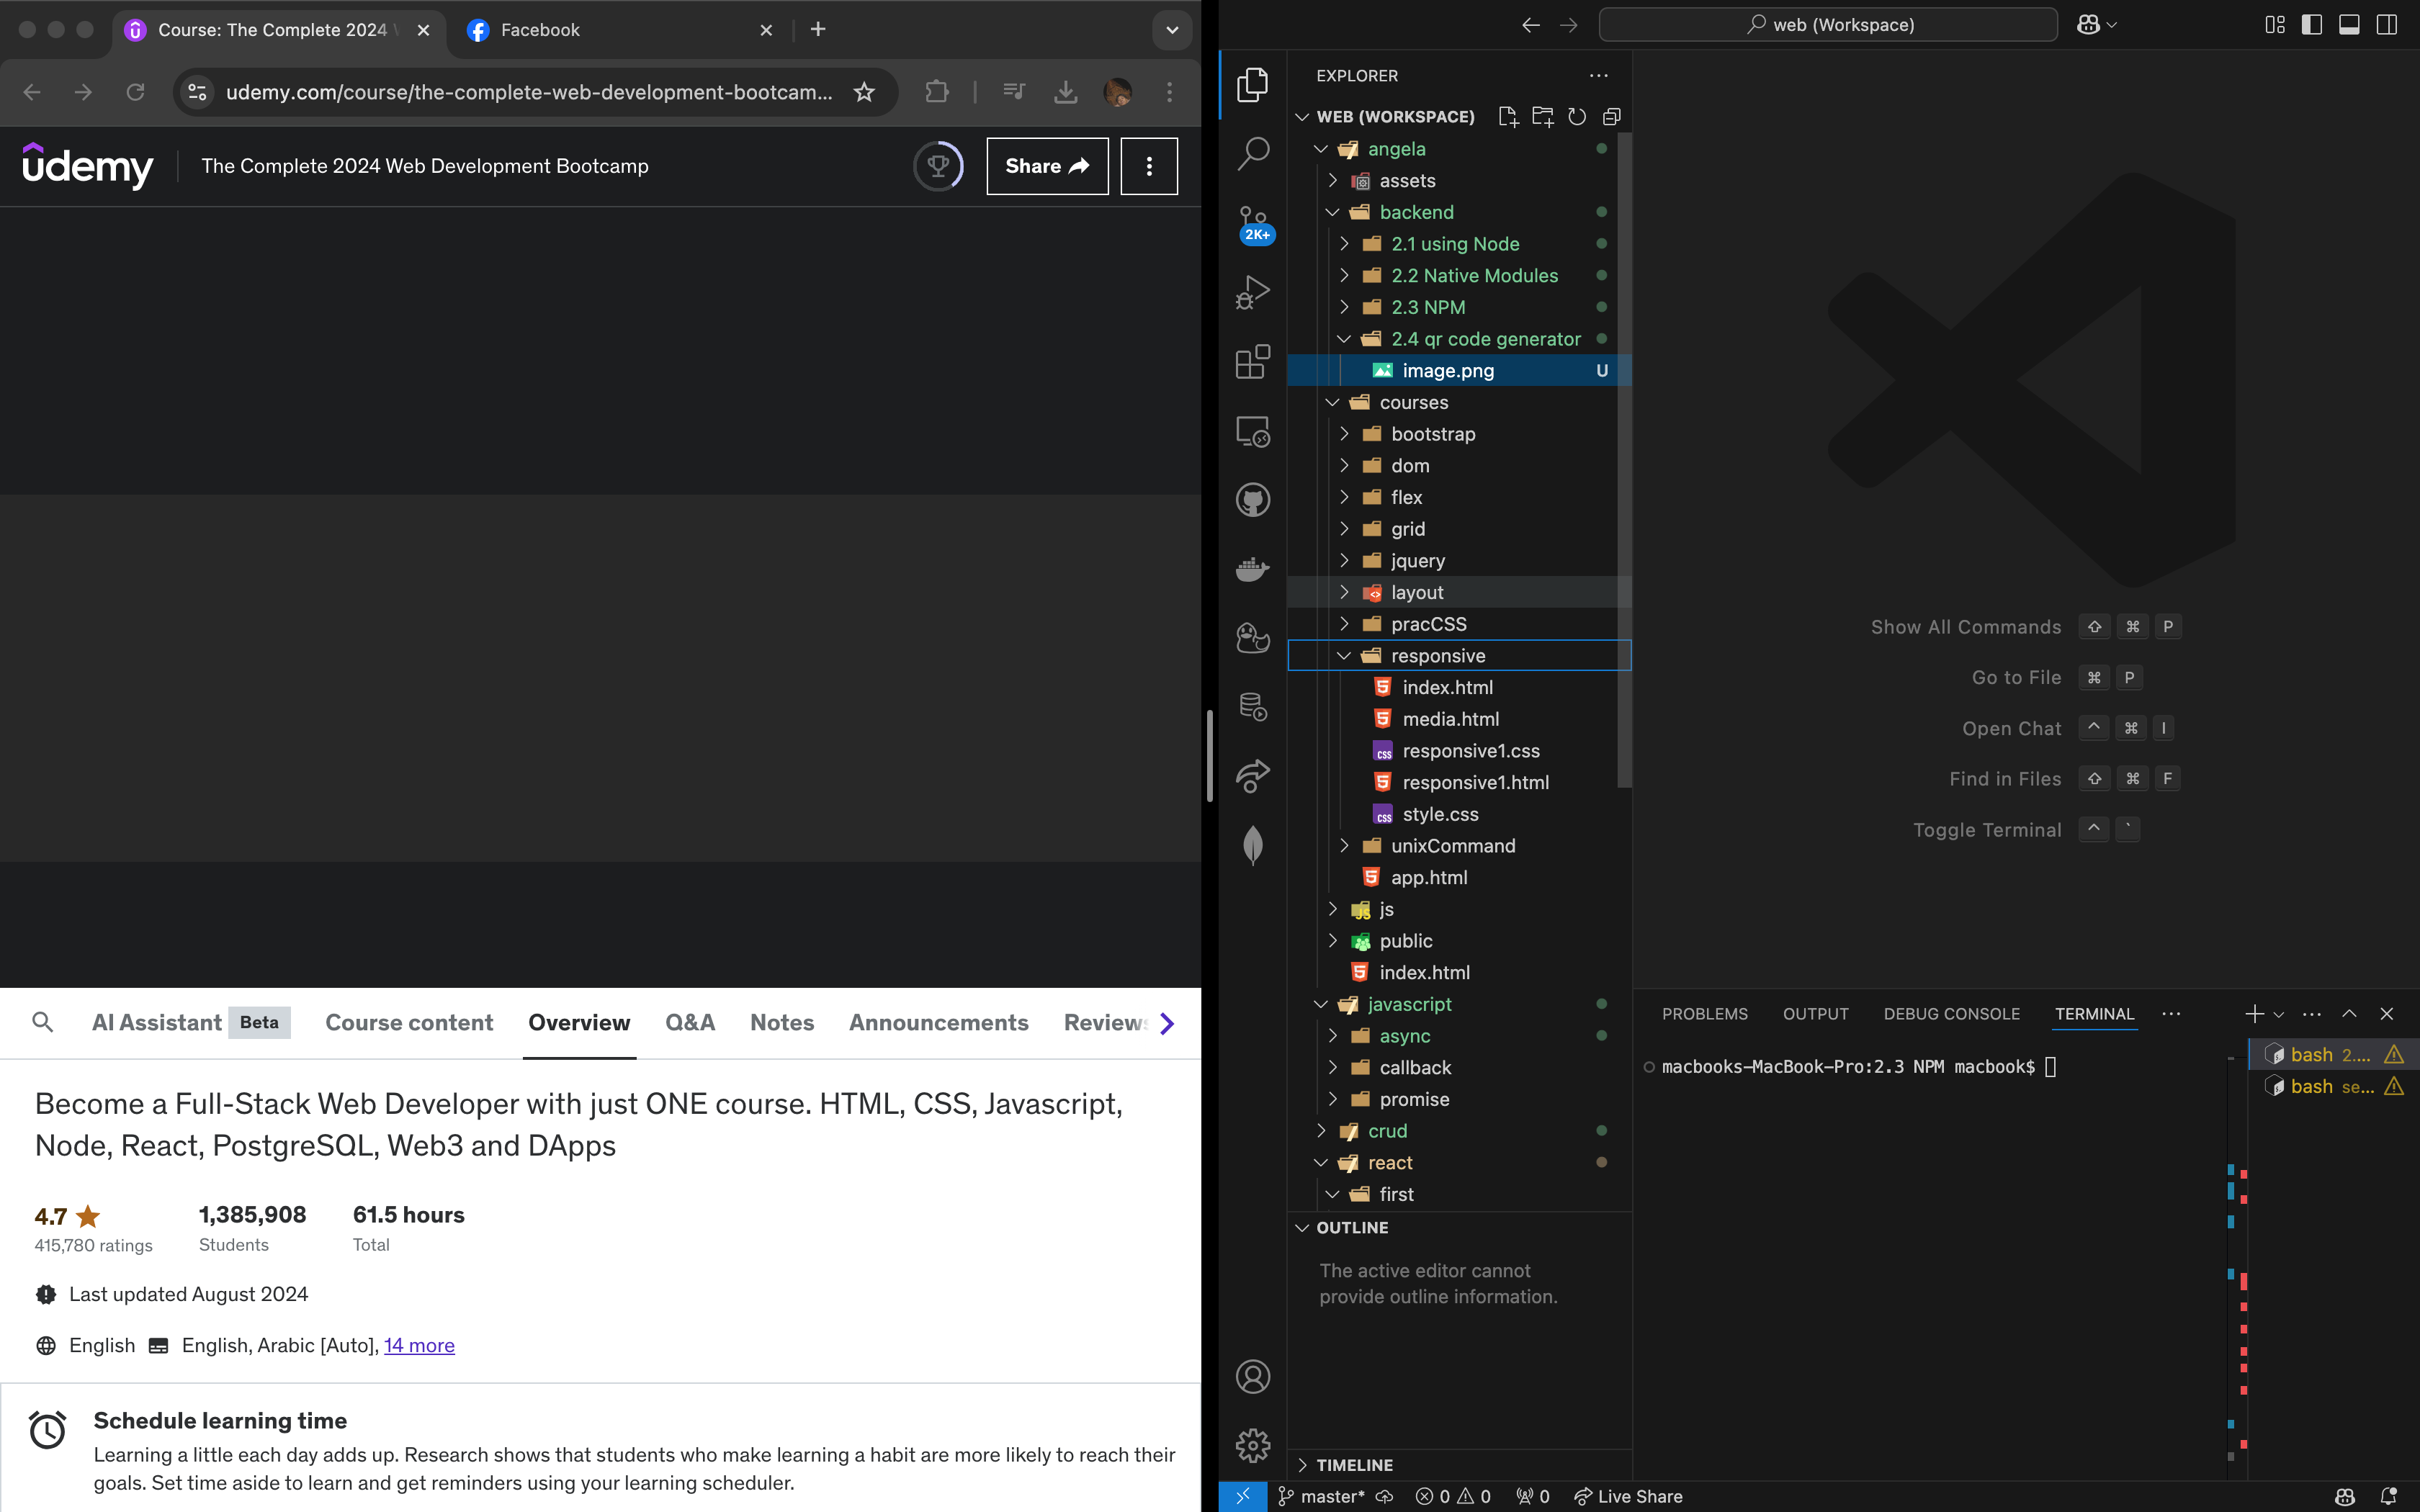 Course: The Complete 2024
Facebook
udemy.com/course/the-complete-web-development-bootcam...
udemy
The Complete 2024 Web Development Bootcamp
Share
AI Assistant Beta Course content Overview Q&A Notes Announcements Reviews
Become a Full-Stack Web Developer with just ONE course. HTML, CSS, Javascript,
Node, React, PostgreSQL, Web3 and DApps
4.7 1,385,908 61.5 hours
415,780 ratings Students Total
Last updated August 2024
English English, Arabic [Auto], 14 more
Schedule learning time
Learning a little each day adds up. Research shows that students who make learning a habit are more likely to reach their
goals. Set time aside to learn and get reminders using your learning scheduler.
web (Workspace)
EXPLORER
WEB (WORKSPACE)
2K+
angela
assets
backend
2.1 using Node
2.2 Native Modules
2.3 NPM
2.4 qr code generator
image.png U
courses
bootstrap
dom
flex
grid
jquery
layout
pracCSS
responsive
index.html
media.html
responsive1.css
responsive1.html
style.css
unixCommand
app.html
js
public
index.html
javascript
async
callback
promise
crud
react
first
OUTLINE
The active editor cannot
provide outline information.
TIMELINE
Show All Commands ⇧ ⌘ P
Go to File ⌘ P
Open Chat ^ ⌘ I
Find in Files ⇧ ⌘ F
Toggle Terminal ^ `
PROBLEMS OUTPUT DEBUG CONSOLE TERMINAL
macbooks-MacBook-Pro:2.3 NPM macbook$
bash 2....
bash se...
master* 0 0 0 Live Share